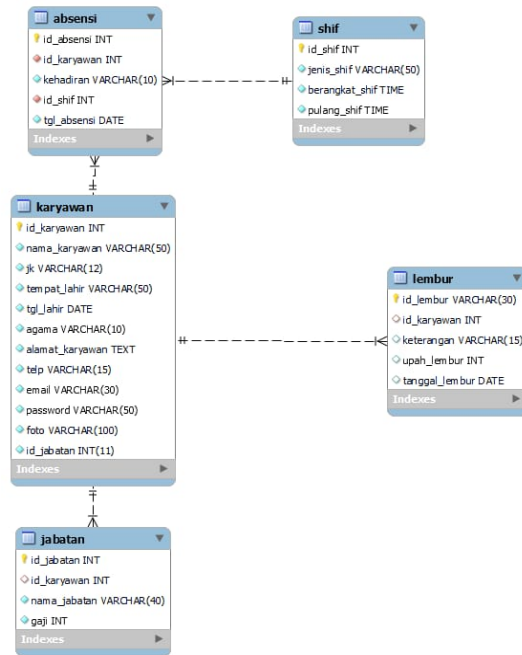 absensi
id_absensi INT
id_karyawan INT
kehadiran VARCHAR(10)
id_shif INT
tgl_absensi DATE
Indexes
shif
id_shif INT
jenis_shif VARCHAR(50)
berangkat_shif TIME
pulang_shif TIME
Indexes
karyawan
id_karyawan INT
nama_karyawan VARCHAR(50)
jk VARCHAR(12)
tempat_lahir VARCHAR(50)
tgl_lahir DATE
agama VARCHAR(10)
alamat_karyawan TEXT
telp VARCHAR(15)
email VARCHAR(30)
password VARCHAR(50)
foto VARCHAR(100)
id_jabatan INT(11)
Indexes
lembur
id_lembur VARCHAR(30)
id_karyawan INT
keterangan VARCHAR(15)
upah_lembur INT
tanggal_lembur DATE
Indexes
jabatan
id_jabatan INT
id_karyawan INT
nama_jabatan VARCHAR(40)
gaji INT
Indexes